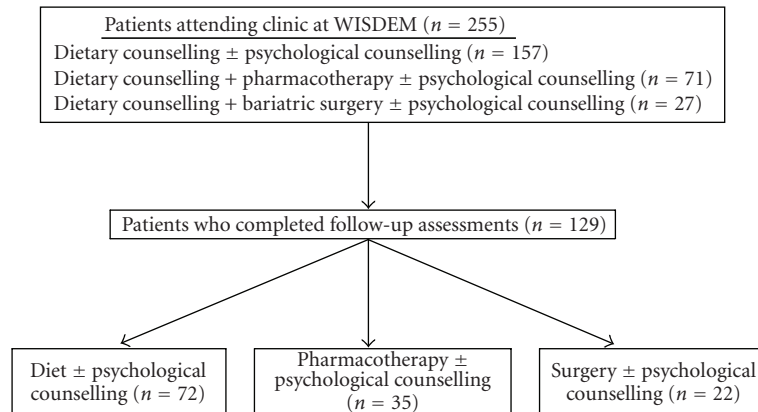 Patients attending clinic at WISDEM (n = 255)
Dietary counselling ± psychological counselling (n = 157)
Dietary counselling + pharmacotherapy ± psychological counselling (n = 71)
Dietary counselling + bariatric surgery ± psychological counselling (n = 27)
Patients who completed follow-up assessments (n = 129)
Diet ± psychological
counselling (n = 72)
Pharmacotherapy ±
psychological counselling
(n = 35)
Surgery ± psychological
counselling (n = 22)